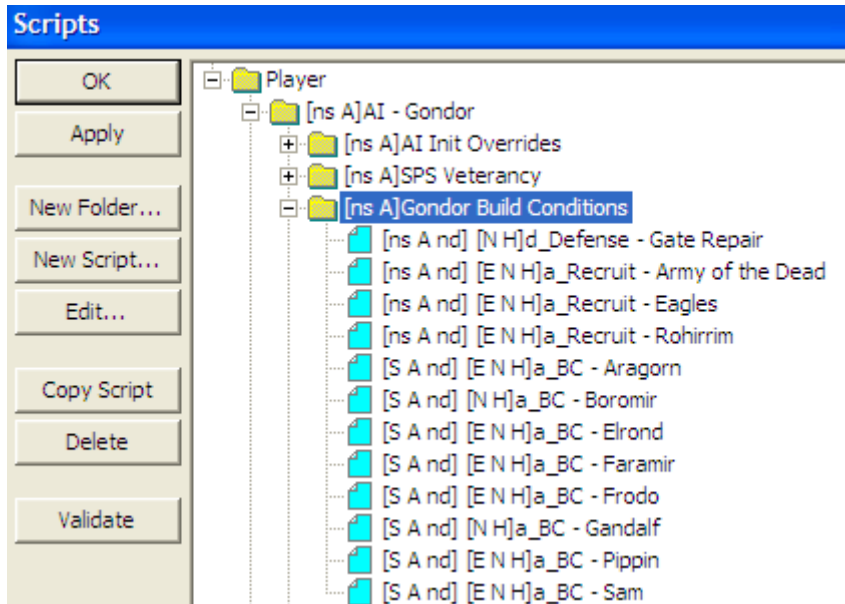 Scripts
OK
Apply
New Folder...
New Script...
Edit...
Copy Script
Delete
Validate
Player
[ns A]AI - Gondor
[ns A]AI Init Overrides
[ns A]SPS Veterancy
[ns A]Gondor Build Conditions
[ns A nd] [N H]d_Defense - Gate Repair
[ns A nd] [E N H]a_Recruit - Army of the Dead
[ns A nd] [E N H]a_Recruit - Eagles
[ns A nd] [E N H]a_Recruit - Rohirrim
[S A nd] [E N H]a_BC - Aragorn
[S A nd] [N H]a_BC - Boromir
[S A nd] [E N H]a_BC - Elrond
[S A nd] [E N H]a_BC - Faramir
[S A nd] [E N H]a_BC - Frodo
[S A nd] [N H]a_BC - Gandalf
[S A nd] [E N H]a_BC - Pippin
[S A nd] [E N H]a_BC - Sam